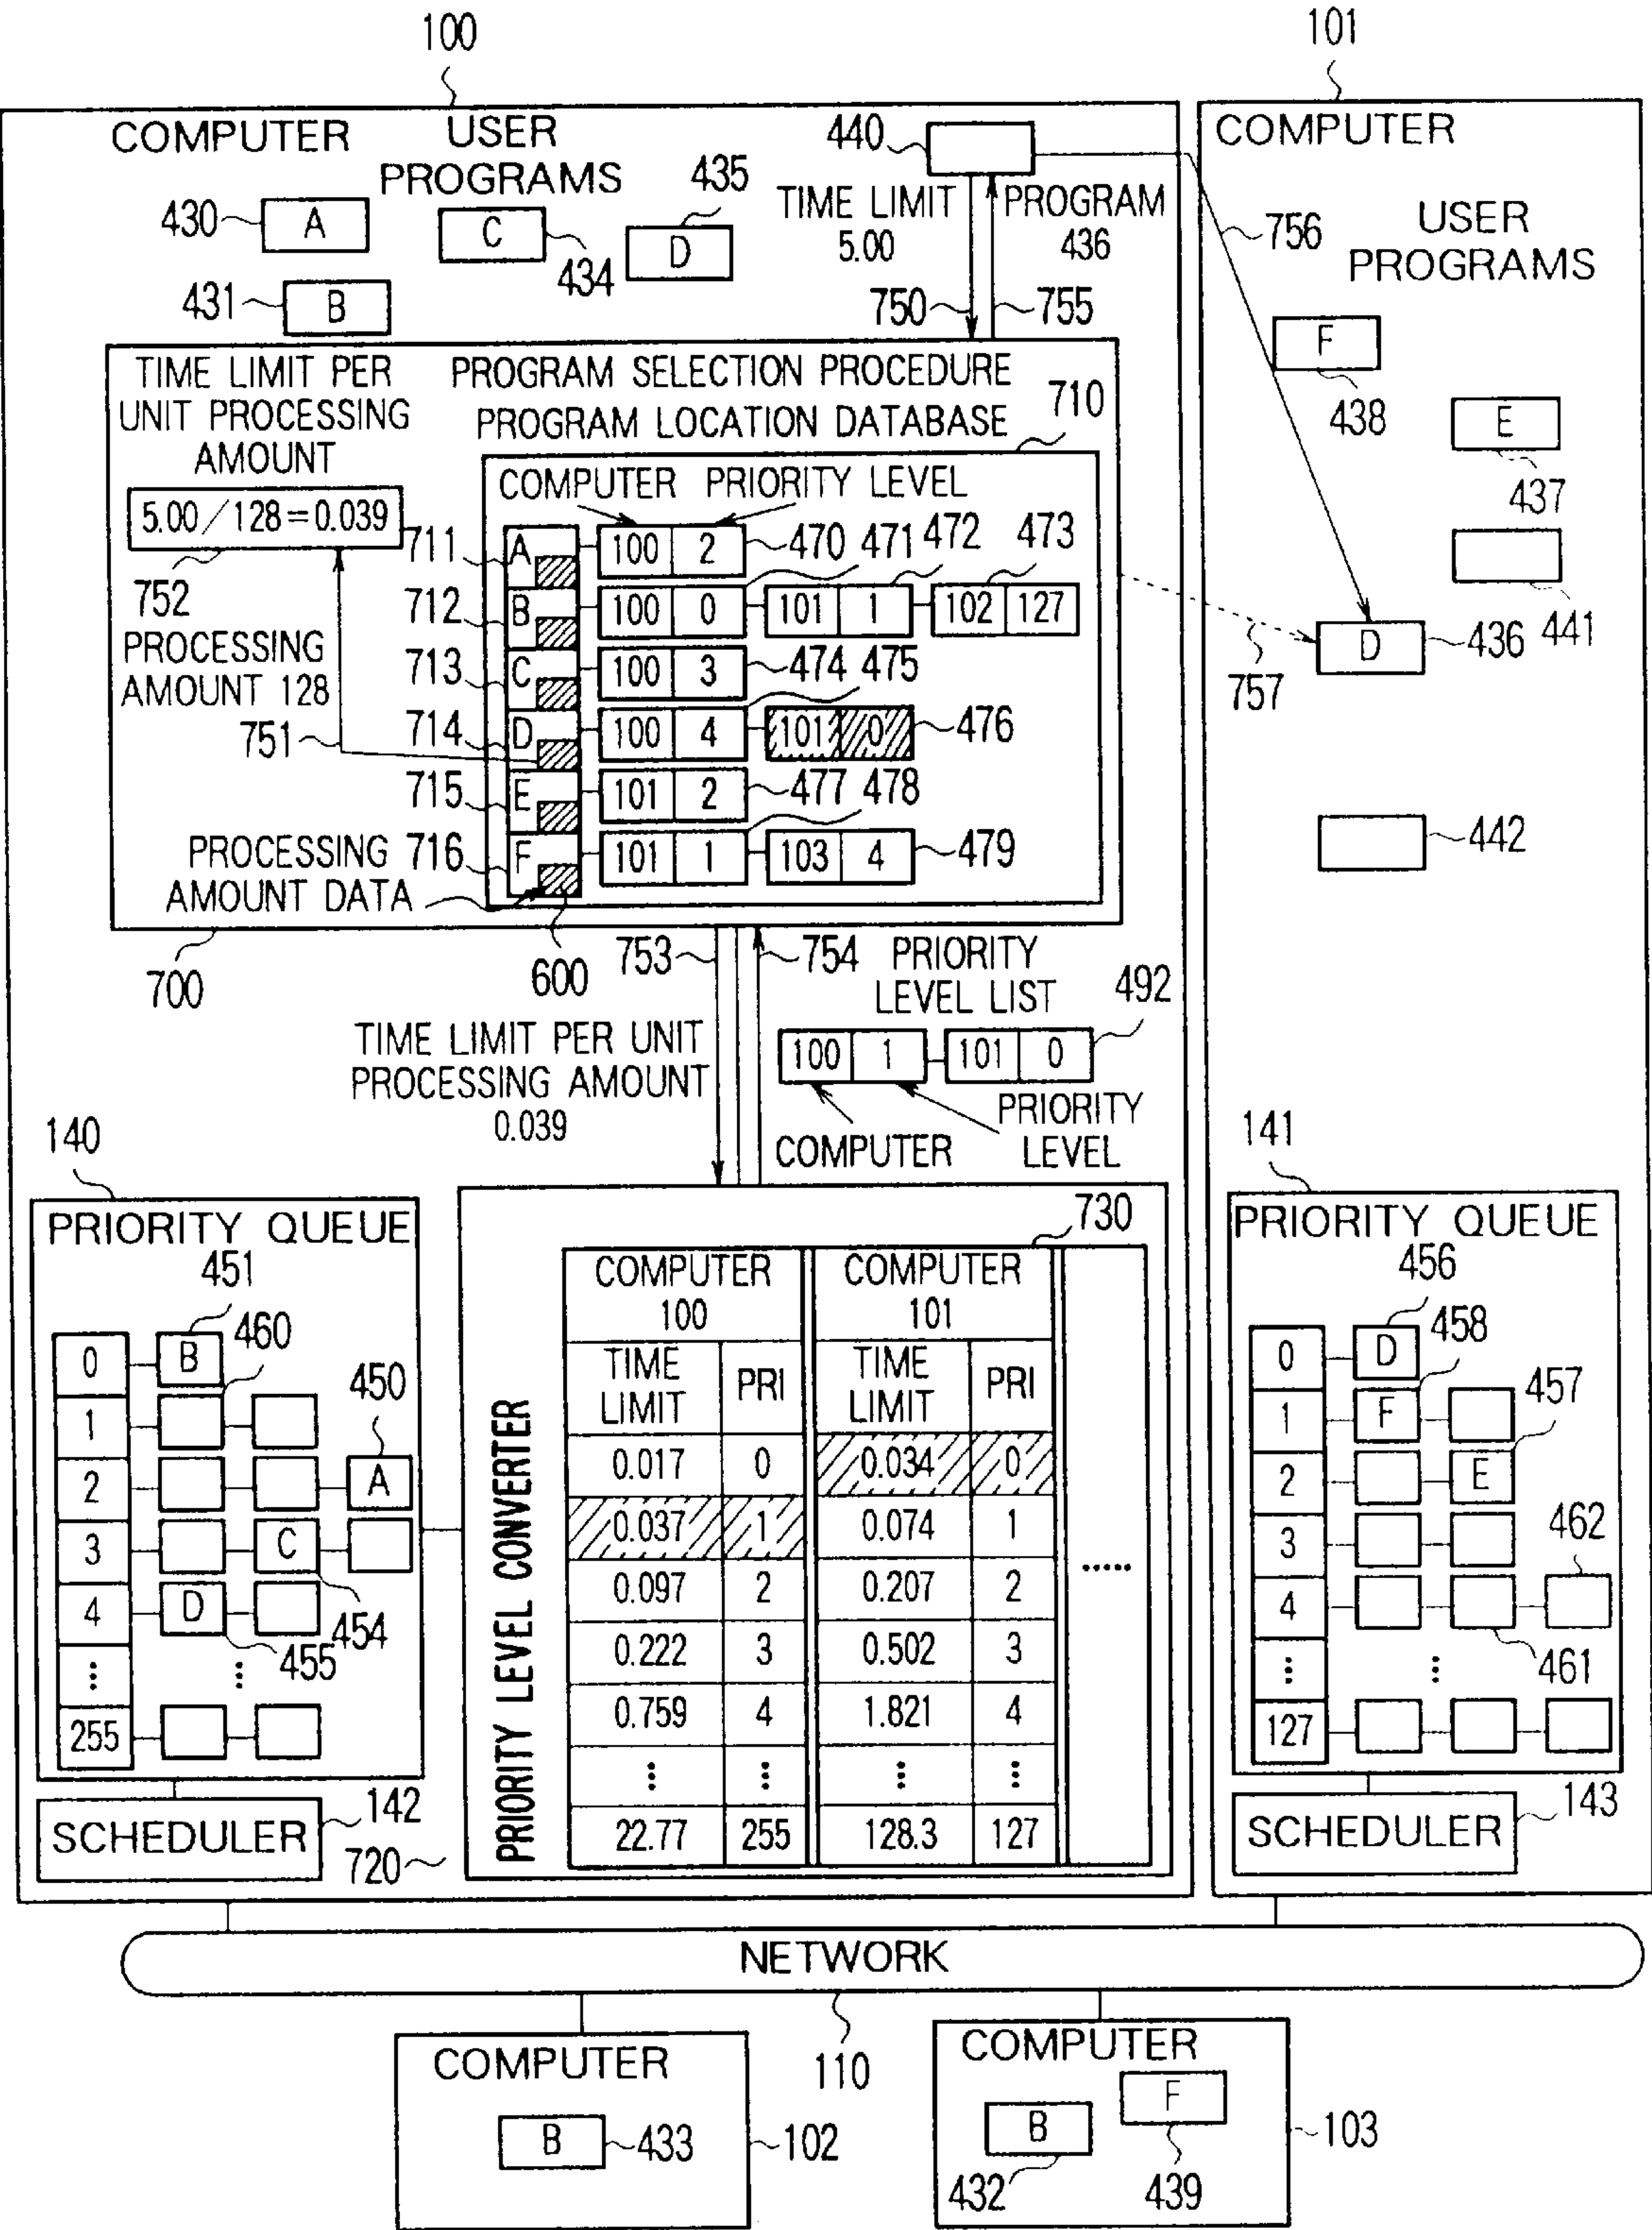 100
101
COMPUTER
USER
PROGRAMS
430
A
C
434
435
D
431
B
440
TIME LIMIT
5.00
PROGRAM
436
750
755
COMPUTER
USER
PROGRAMS
756
F
438
E
437
441
D
436
757
442
TIME LIMIT PER
UNIT PROCESSING
AMOUNT
5.00/128=0.039
752
PROCESSING
AMOUNT 128
751
PROGRAM SELECTION PROCEDURE
PROGRAM LOCATION DATABASE
710
COMPUTER PRIORITY LEVEL
711 A 100 2 470 471 472 473
712 B 100 0 101 1 102 127
713 C 100 3 474 475
714 D 100 4 101 0 476
715 E 101 2 477 478
716 F 101 1 103 4 479
PROCESSING
AMOUNT DATA
600
700
753
754
PRIORITY
LEVEL LIST
492
TIME LIMIT PER UNIT
PROCESSING AMOUNT
0.039
100 1 101 0
COMPUTER
PRIORITY
LEVEL
140
PRIORITY QUEUE
451
460
450
0 B
1
2 A
3 C
4 D
454
455
⋮ ⋮
255
SCHEDULER
142
720
730
PRIORITY LEVEL CONVERTER
COMPUTER
100
COMPUTER
101
TIME
LIMIT
PRI
TIME
LIMIT
PRI
0.017 0 0.034 0
0.037 1 0.074 1
0.097 2 0.207 2
0.222 3 0.502 3
0.759 4 1.821 4
⋮ ⋮ ⋮ ⋮
22.77 255 128.3 127
.....
141
PRIORITY QUEUE
456
458
457
0 D
1 F
2 E
3
462
4
461
⋮ ⋮
127
SCHEDULER
143
NETWORK
110
COMPUTER
B
433
102
COMPUTER
B
432
F
439
103